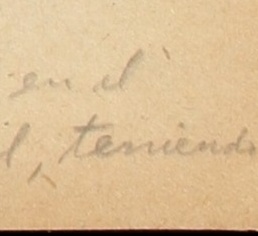 en el
l, teniendo